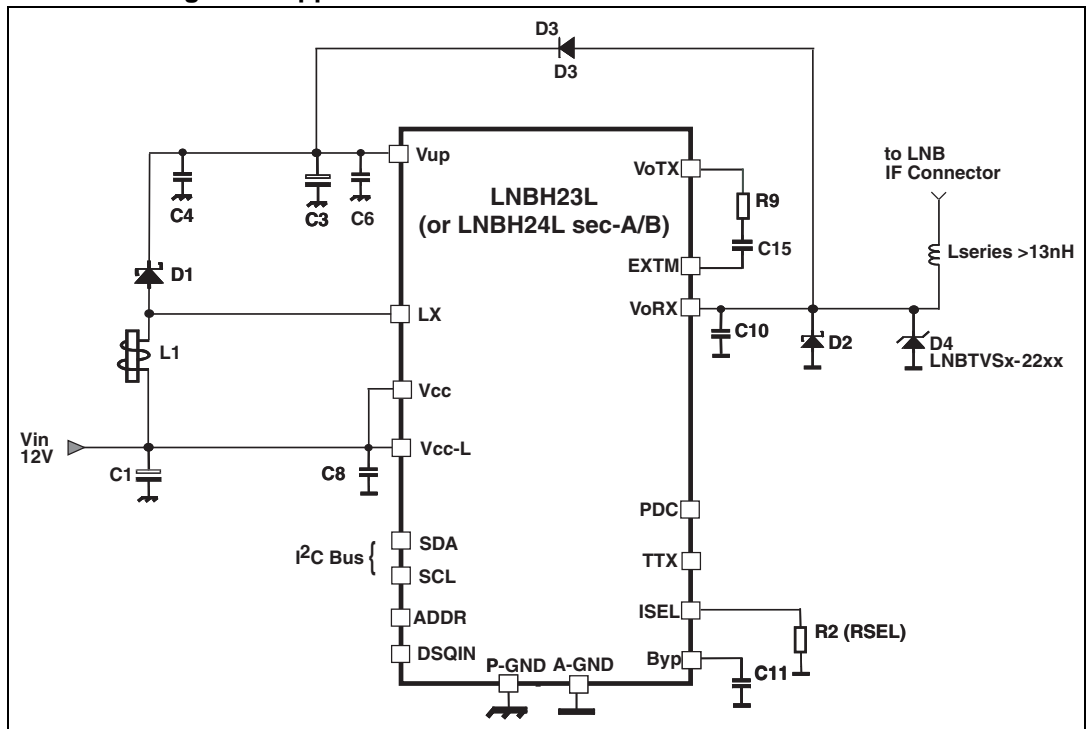 D3
D3
Vup
VoTX
to LNB
IF Connector
LNBH23L
(or LNBH24L sec-A/B)
R9
C4
C3
C6
C15
EXTM
Lseries >13nH
D1
LX
VoRX
C10
D2
D4
LNBTVSx-22xx
L1
Vcc
Vin
12V
Vcc-L
C1
C8
PDC
I2C Bus {
SDA
TTX
SCL
ISEL
ADDR
R2 (RSEL)
DSQIN
P-GND
A-GND
Byp
C11